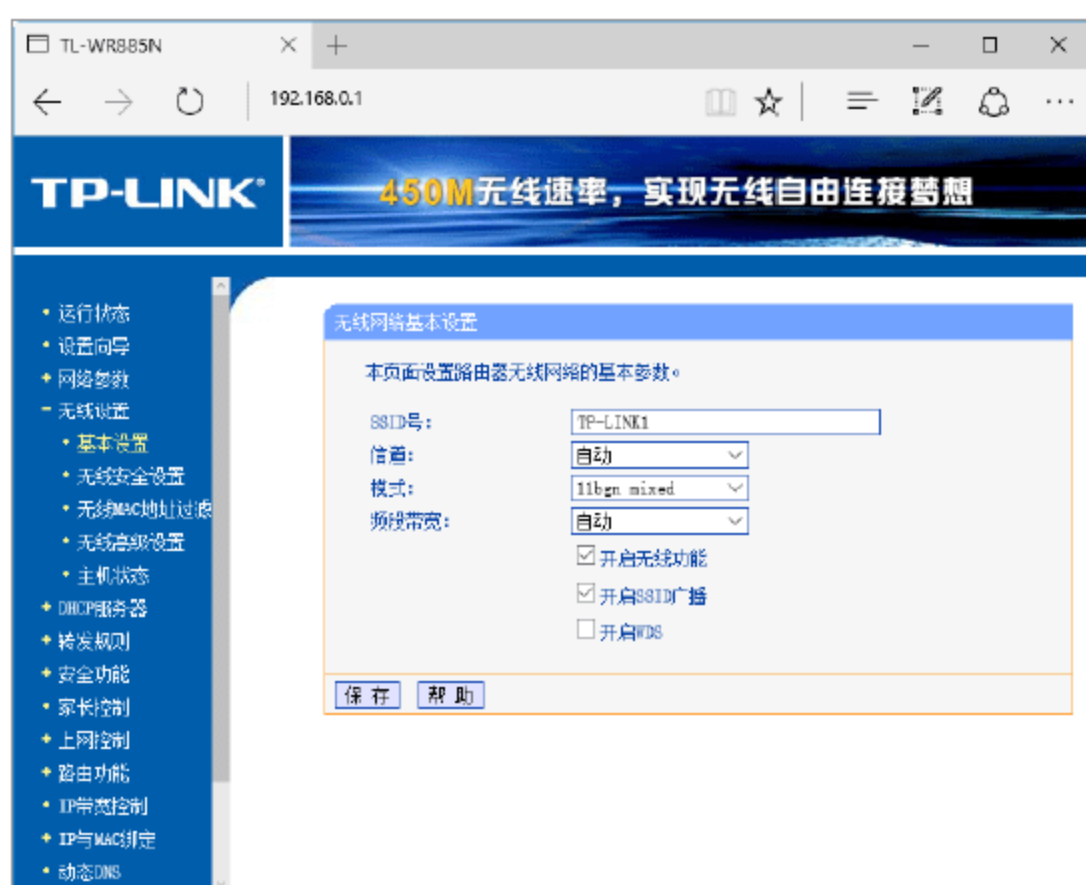 TL-WR885N
192.168.0.1
TP-LINK
450M无线速率，实现无线自由连接梦想
运行状态
设置向导
网络参数
无线设置
基本设置
无线安全设置
无线MAC地址过滤
无线高级设置
主机状态
DHCP服务器
转发规则
安全功能
家长控制
上网控制
路由功能
IP带宽控制
IP与MAC绑定
动态DNS
无线网络基本设置
本页面设置路由器无线网络的基本参数。
SSID号： TP-LINK1
信道： 自动
模式： 11bgn mixed
频段带宽： 自动
开启无线功能
开启SSID广播
开启WDS
保 存 帮 助